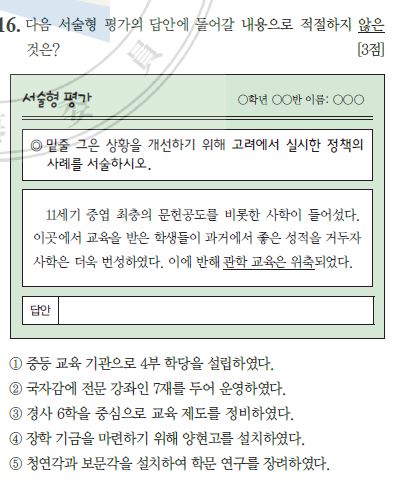 16. 다음 서술형 평가의 답안에 들어갈 내용으로 적절하지 않은
것은? [3점]
서술형 평가 ○학년 ○○반 이름: ○○○
◎ 밑줄 그은 상황을 개선하기 위해 고려에서 실시한 정책의
사례를 서술하시오.
11세기 중엽 최충의 문헌공도를 비롯한 사학이 들어섰다.
이곳에서 교육을 받은 학생들이 과거에서 좋은 성적을 거두자
사학은 더욱 번성하였다. 이에 반해 관학 교육은 위축되었다.
답안
① 중등 교육 기관으로 4부 학당을 설립하였다.
② 국자감에 전문 강좌인 7재를 두어 운영하였다.
③ 경사 6학을 중심으로 교육 제도를 정비하였다.
④ 장학 기금을 마련하기 위해 양현고를 설치하였다.
⑤ 청연각과 보문각을 설치하여 학문 연구를 장려하였다.